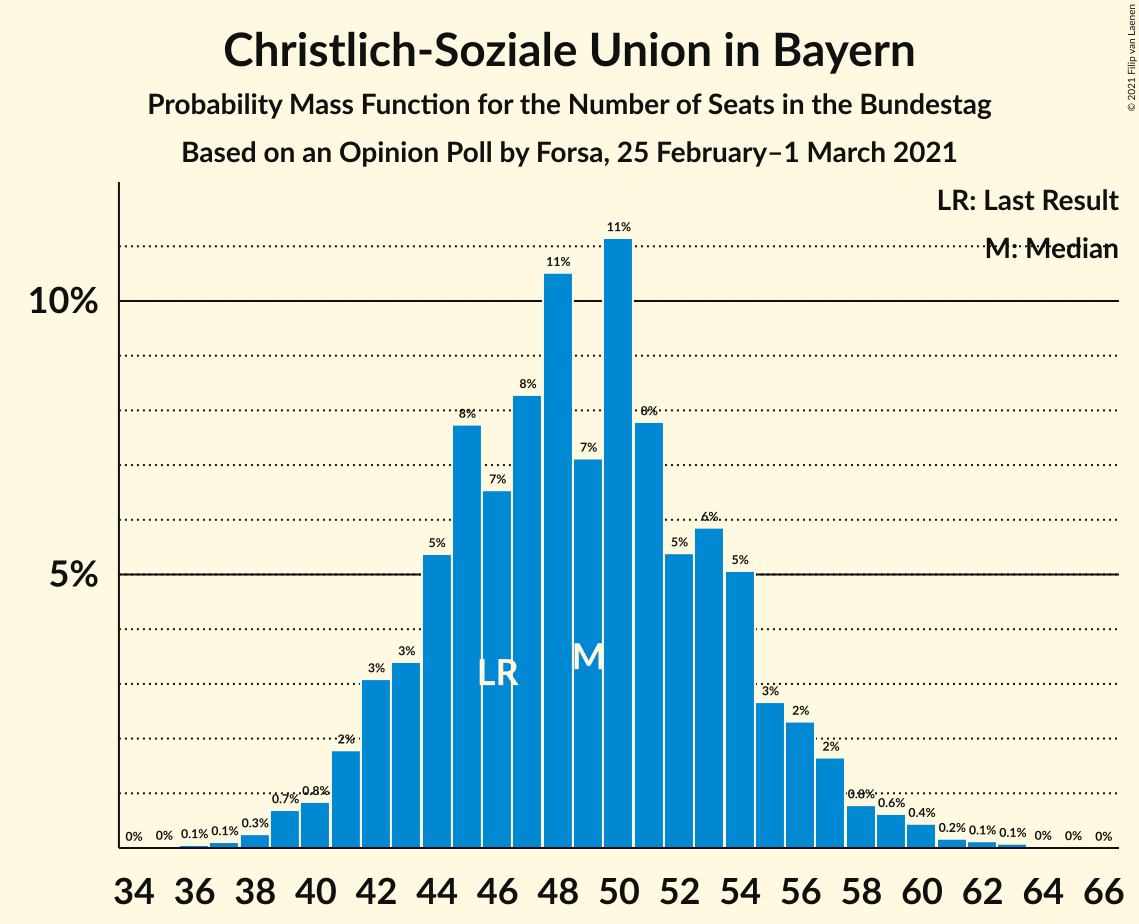 Christlich-Soziale Union in Bayern
Probability Mass Function for the Number of Seats in the Bundestag
Based on an Opinion Poll by Forsa, 25 February–1 March 2021
© 2021 Filip van Laenen
LR: Last Result
M: Median
10%
5%
0% 0% 0.1% 0.1% 0.3% 0.7% 0.8% 2% 3% 3% 5% 8% 7% 8% 11% 7% 11% 8% 5% 6% 5% 3% 2% 2% 0.8% 0.6% 0.4% 0.2% 0.1% 0.1% 0% 0% 0%
LR M
34 36 38 40 42 44 46 48 50 52 54 56 58 60 62 64 66